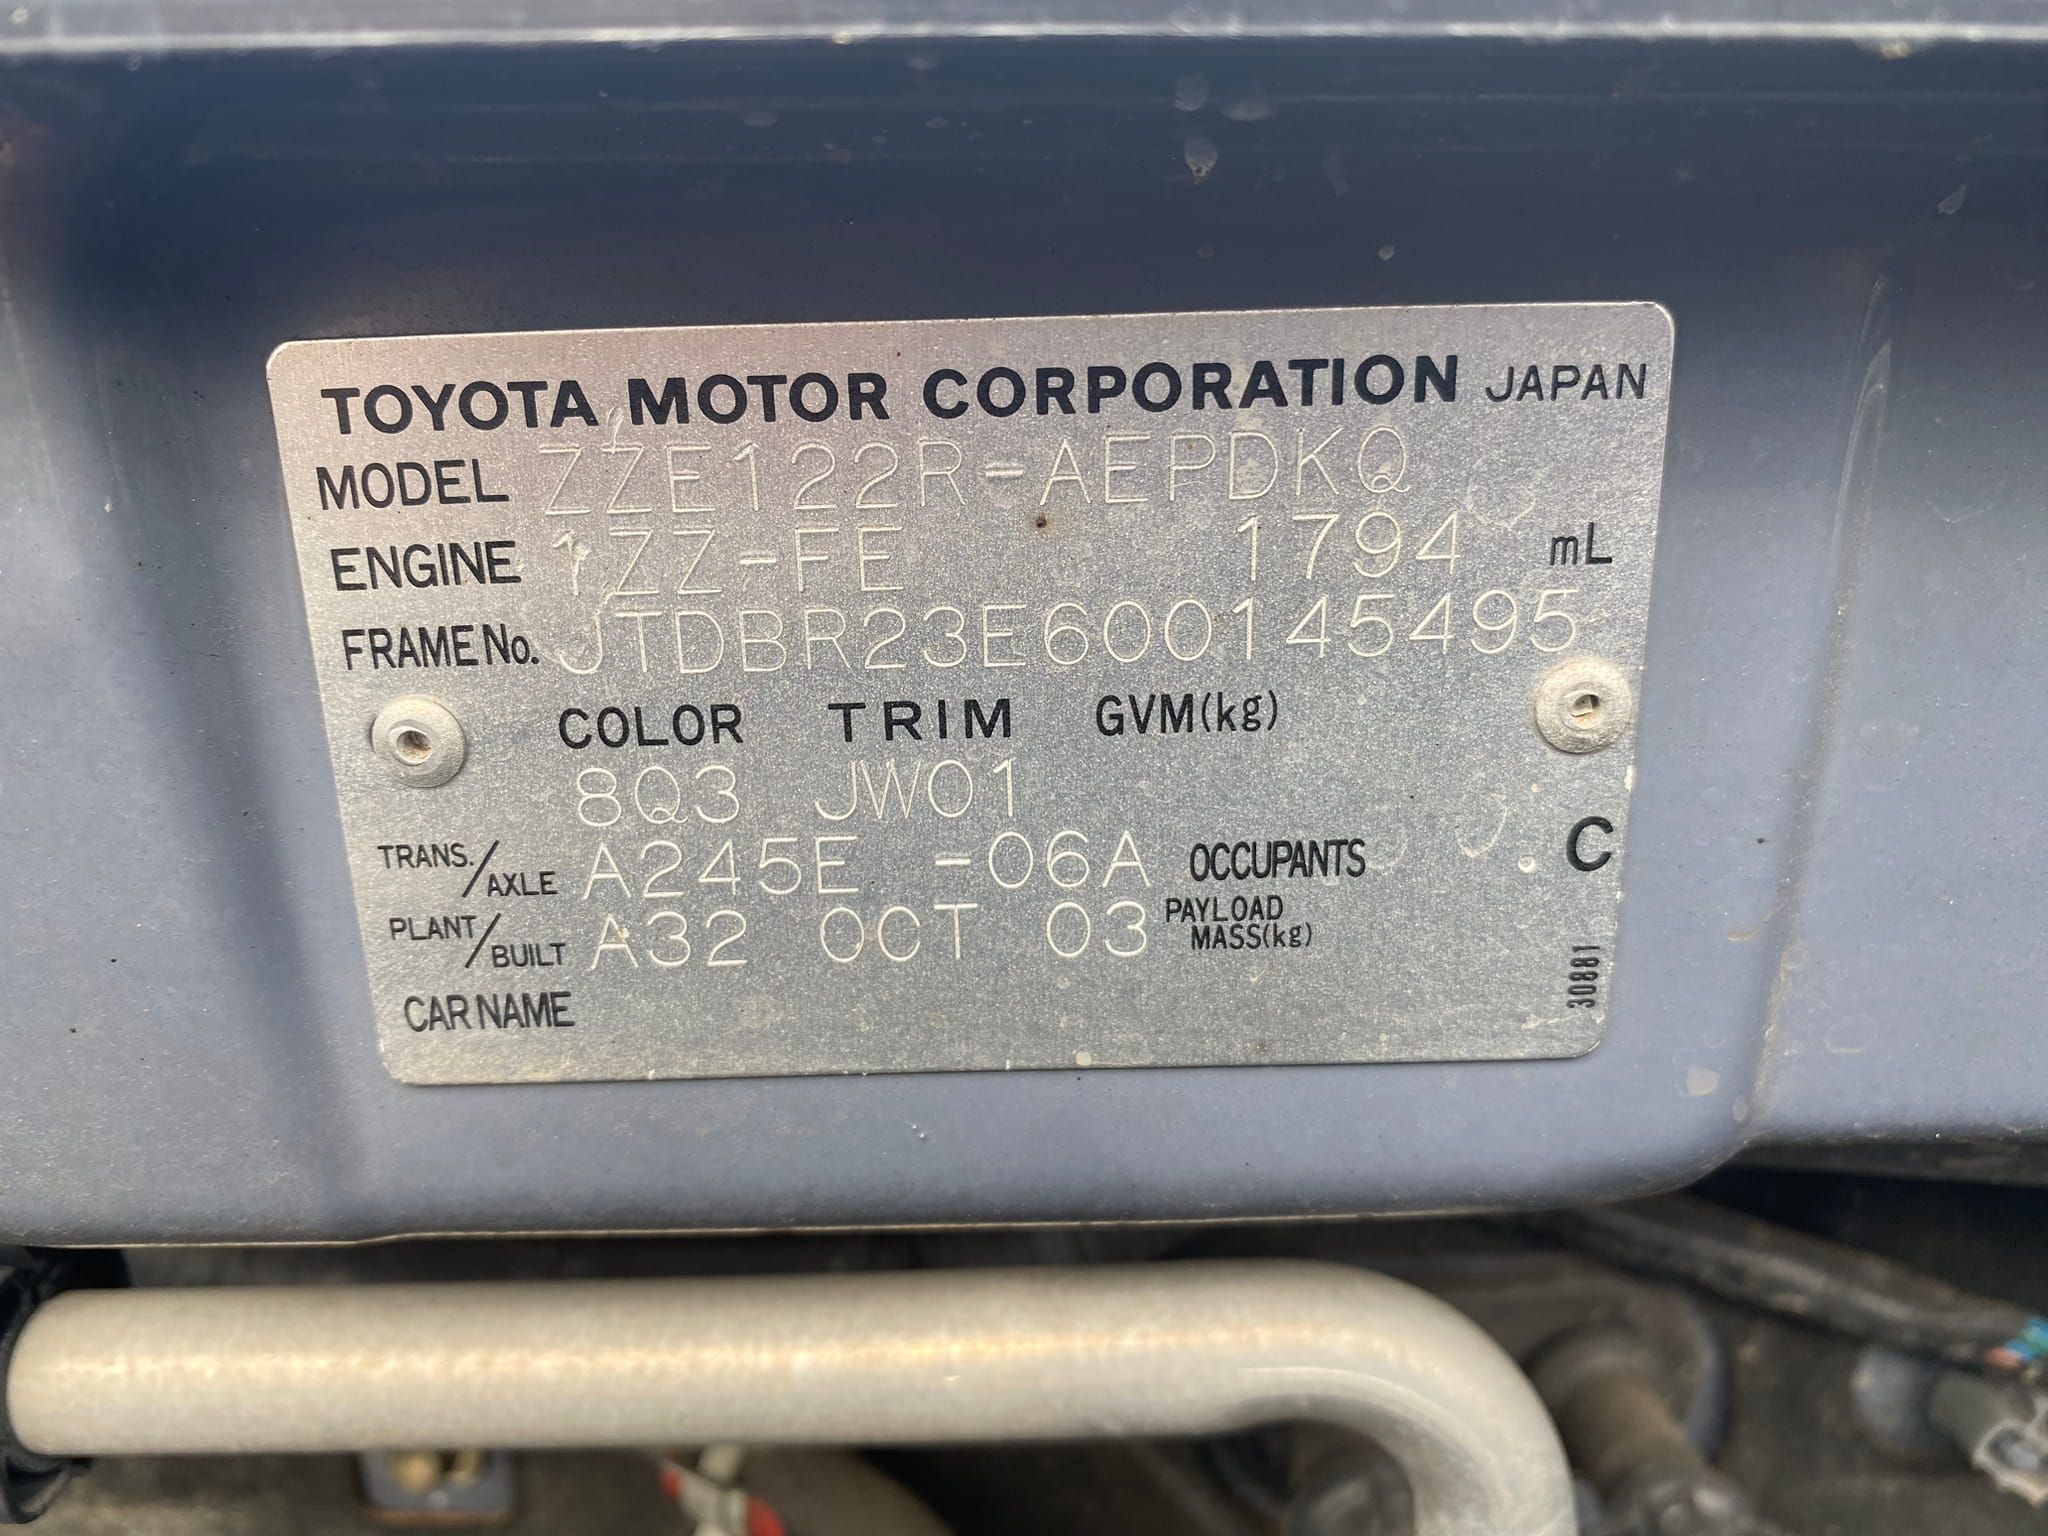 TOYOTA MOTOR CORPORATION JAPAN
MODEL ZZE122R-AEPDKQ
ENGINE 1ZZ-FE 1794 mL
FRAME No. JTDBR23E600145495
COLOR TRIM GVM(kg)
8Q3 JW01
TRANS./AXLE A245E -06A OCCUPANTS C
PLANT/BUILT A32 OCT 03 PAYLOAD MASS(kg)
CAR NAME
30881